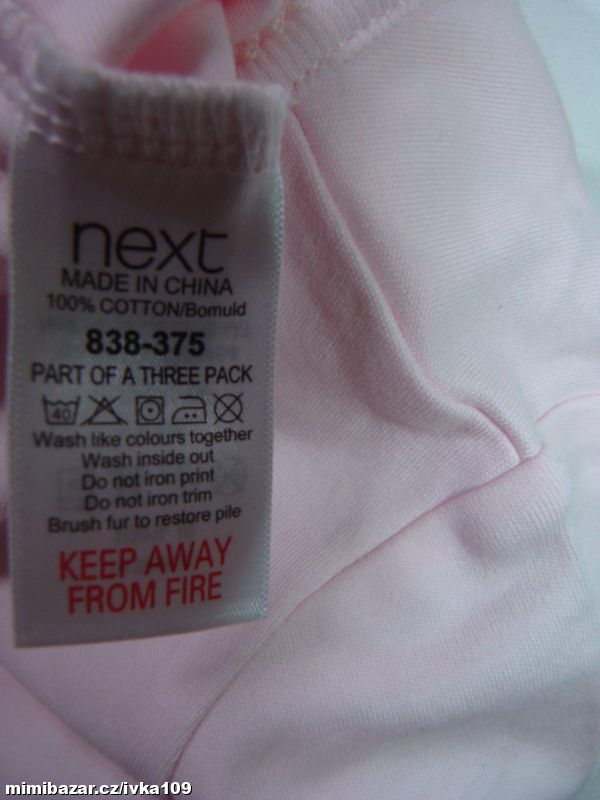 next
MADE IN CHINA
100% COTTON/Bomuld
838-375
PART OF A THREE PACK
40
Wash like colours together
Wash inside out
Do not iron print
Do not iron trim
Brush fur to restore pile
KEEP AWAY
FROM FIRE
mimibazar.cz/ivka109